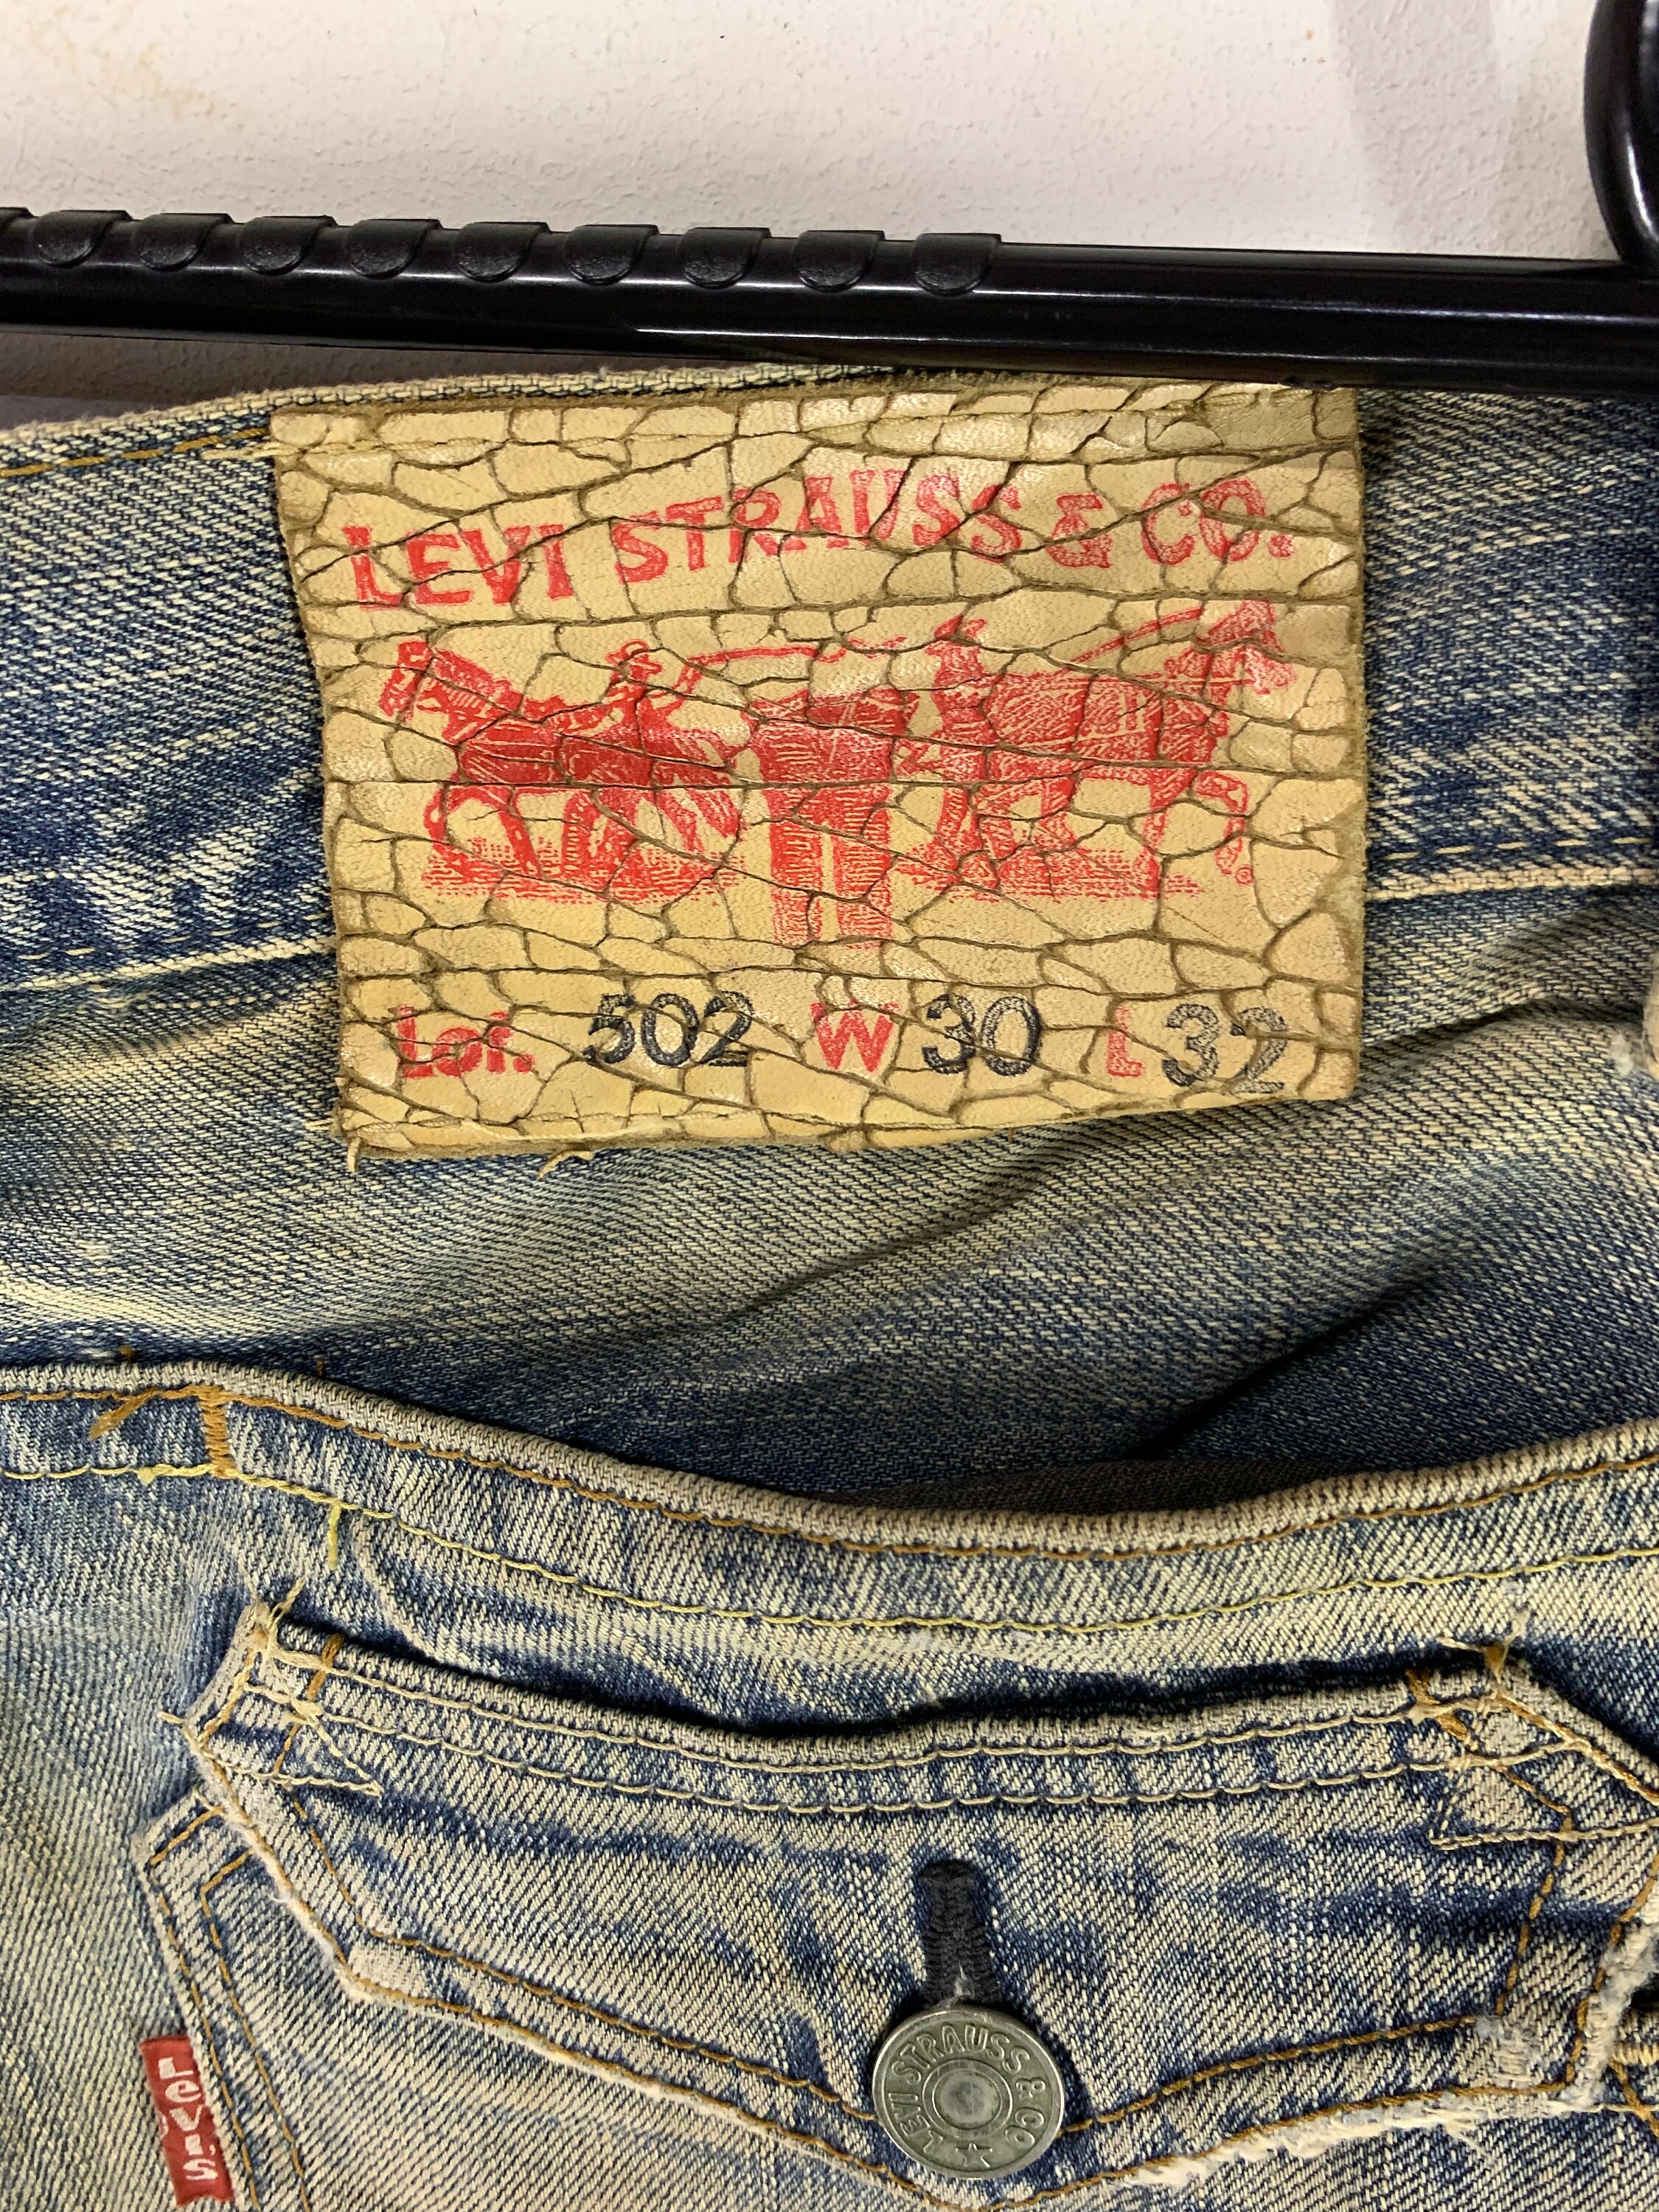 LEVI STRAUSS & CO.
®
Lot. 502 W 30 L 32
LEVI'S
LEVI STRAUSS & CO